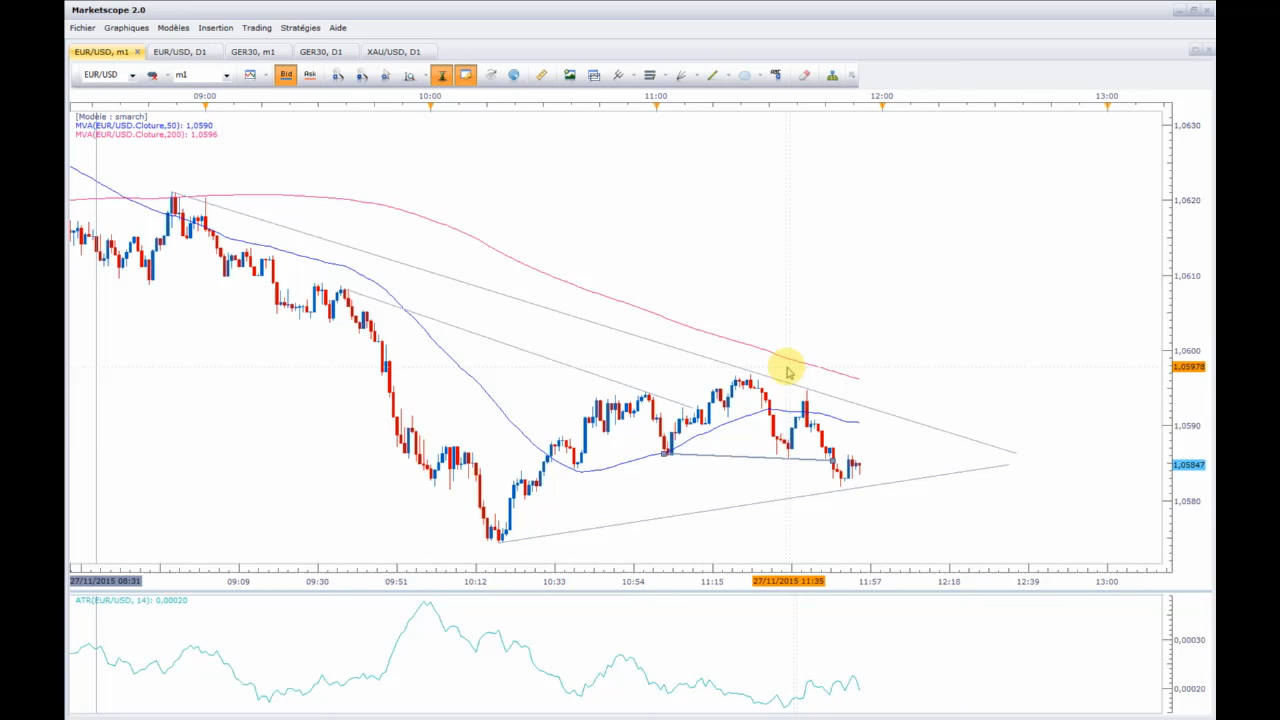 Marketscope 2.0
Fichier Graphiques Modèles Insertion Trading Stratégies Aide
EUR/USD, m1 EUR/USD, D1 GER30, m1 GER30, D1 XAU/USD, D1
EUR/USD m1 Bid Ask
09:00 10:00 11:00 12:00 13:00
[Modèle : smarch]
MVA(EUR/USD.Cloture,50): 1,0590
MVA(EUR/USD.Cloture,200): 1,0596
1,0630
1,0620
1,0610
1,0600
1,05978
1,0590
1,05847
1,0580
27/11/2015 08:31 09:09 09:30 09:51 10:12 10:33 10:54 11:15 27/11/2015 11:35 11:57 12:18 12:39 13:00
ATR(EUR/USD, 14): 0,00020
0,00030
0,00020